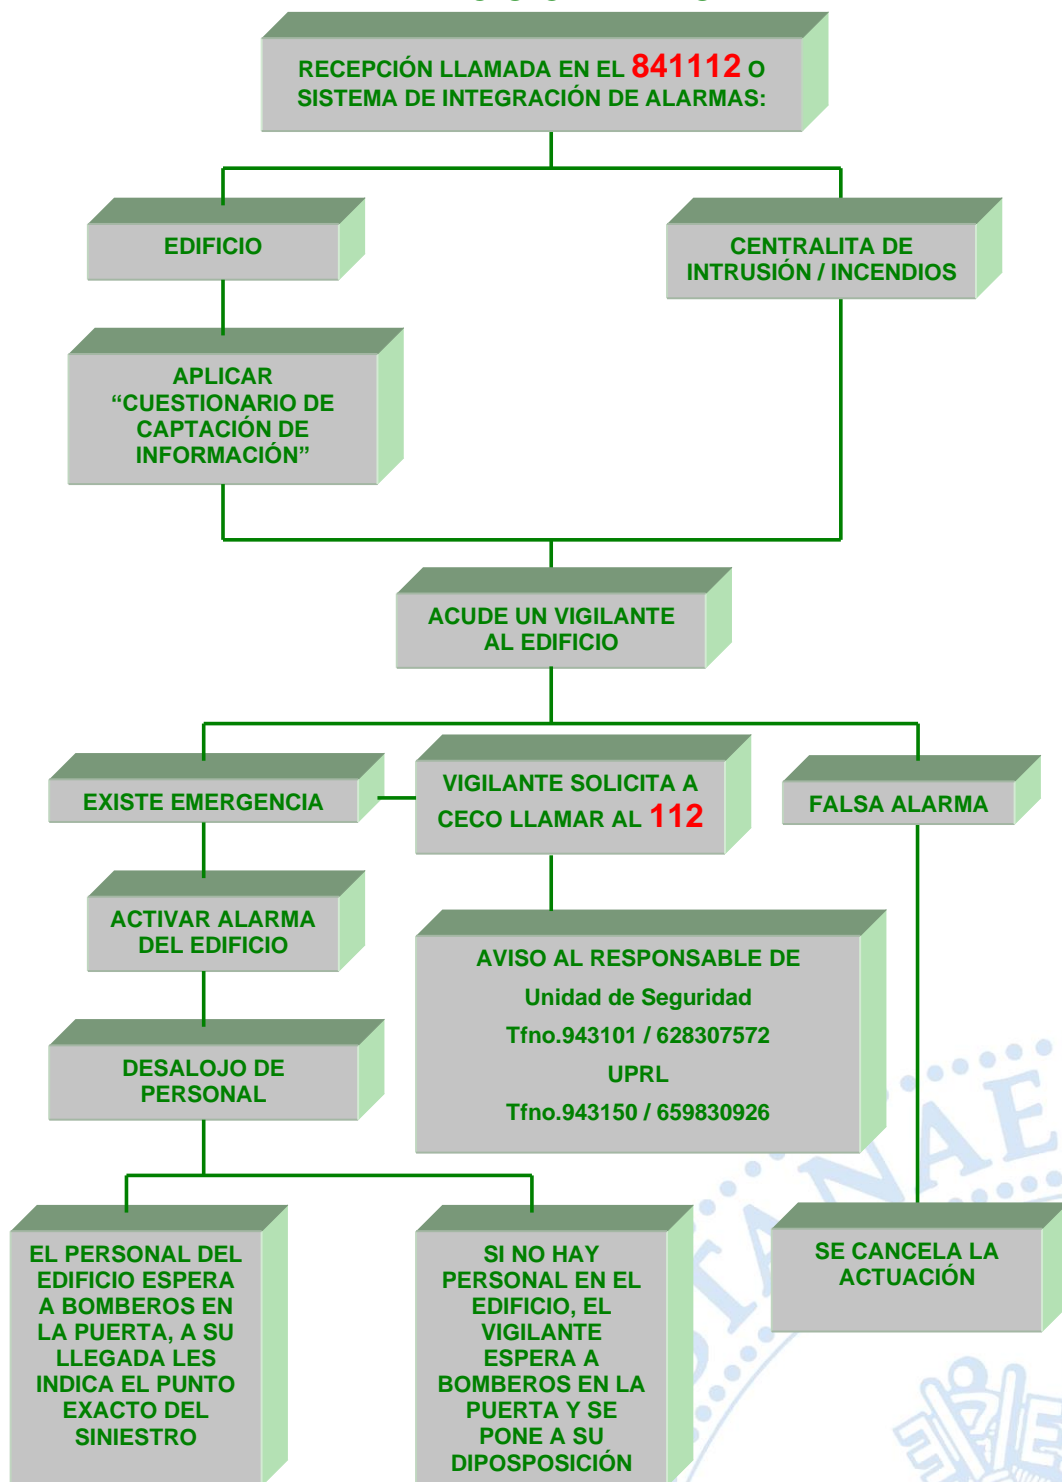 RECEPCIÓN LLAMADA EN EL 841112 O
SISTEMA DE INTEGRACIÓN DE ALARMAS:
EDIFICIO
CENTRALITA DE
INTRUSIÓN / INCENDIOS
APLICAR
“CUESTIONARIO DE
CAPTACIÓN DE
INFORMACIÓN”
ACUDE UN VIGILANTE
AL EDIFICIO
EXISTE EMERGENCIA
VIGILANTE SOLICITA A
CECO LLAMAR AL 112
FALSA ALARMA
ACTIVAR ALARMA
DEL EDIFICIO
AVISO AL RESPONSABLE DE
Unidad de Seguridad
Tfno.943101 / 628307572
UPRL
Tfno.943150 / 659830926
DESALOJO DE
PERSONAL
EL PERSONAL DEL
EDIFICIO ESPERA
A BOMBEROS EN
LA PUERTA, A SU
LLEGADA LES
INDICA EL PUNTO
EXACTO DEL
SINIESTRO
SI NO HAY
PERSONAL EN EL
EDIFICIO, EL
VIGILANTE
ESPERA A
BOMBEROS EN LA
PUERTA Y SE
PONE A SU
DIPOSPOSICIÓN
SE CANCELA LA
ACTUACIÓN